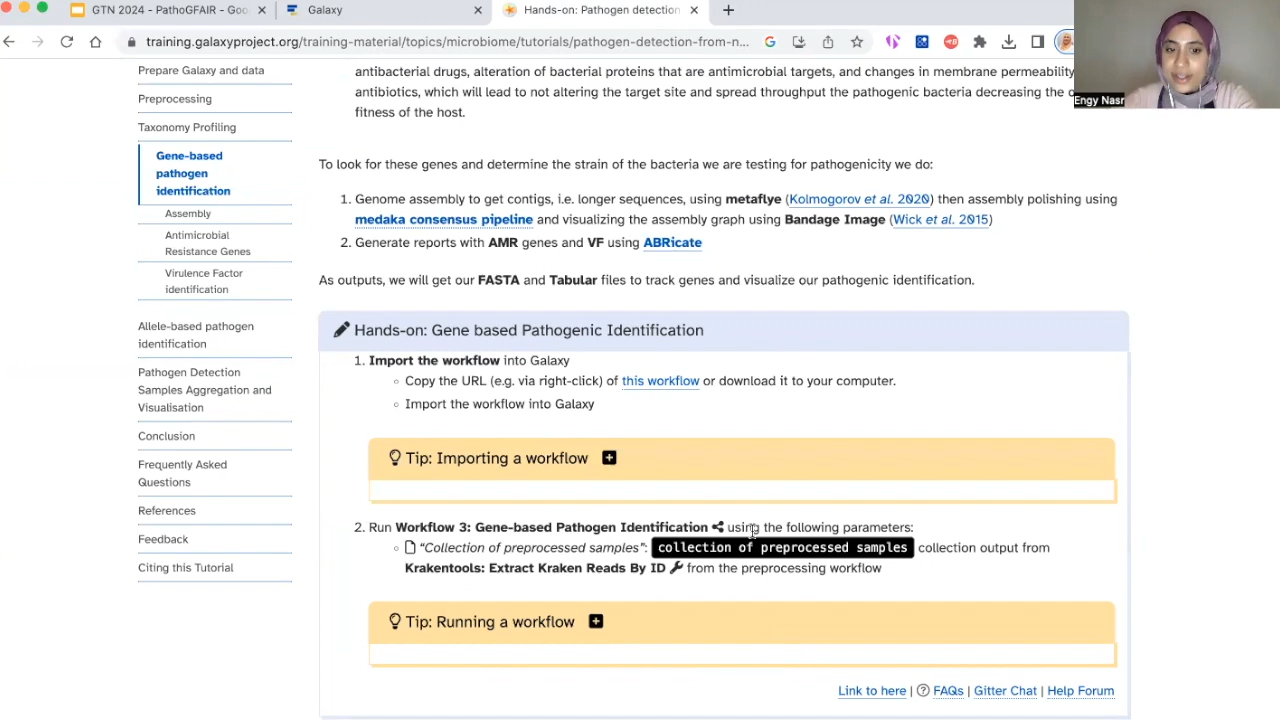 GTN 2024 - PathoGFAIR - Goo
Galaxy
Hands-on: Pathogen detection
training.galaxyproject.org/training-material/topics/microbiome/tutorials/pathogen-detection-from-n...
Engy Nasr
Prepare Galaxy and data
Preprocessing
Taxonomy Profiling
Gene-based
pathogen
identification
Assembly
Antimicrobial
Resistance Genes
Virulence Factor
identification
Allele-based pathogen
identification
Pathogen Detection
Samples Aggregation and
Visualisation
Conclusion
Frequently Asked
Questions
References
Feedback
Citing this Tutorial
antibacterial drugs, alteration of bacterial proteins that are antimicrobial targets, and changes in membrane permeability
antibiotics, which will lead to not altering the target site and spread throughout the pathogenic bacteria decreasing the
fitness of the host.
To look for these genes and determine the strain of the bacteria we are testing for pathogenicity we do:
1. Genome assembly to get contigs, i.e. longer sequences, using metaflye (Kolmogorov et al. 2020) then assembly polishing using
medaka consensus pipeline and visualizing the assembly graph using Bandage Image (Wick et al. 2015)
2. Generate reports with AMR genes and VF using ABRicate
As outputs, we will get our FASTA and Tabular files to track genes and visualize our pathogenic identification.
Hands-on: Gene based Pathogenic Identification
1. Import the workflow into Galaxy
Copy the URL (e.g. via right-click) of this workflow or download it to your computer.
Import the workflow into Galaxy
Tip: Importing a workflow
2. Run Workflow 3: Gene-based Pathogen Identification using the following parameters:
"Collection of preprocessed samples": collection of preprocessed samples collection output from
Krakentools: Extract Kraken Reads By ID from the preprocessing workflow
Tip: Running a workflow
Link to here | FAQs | Gitter Chat | Help Forum